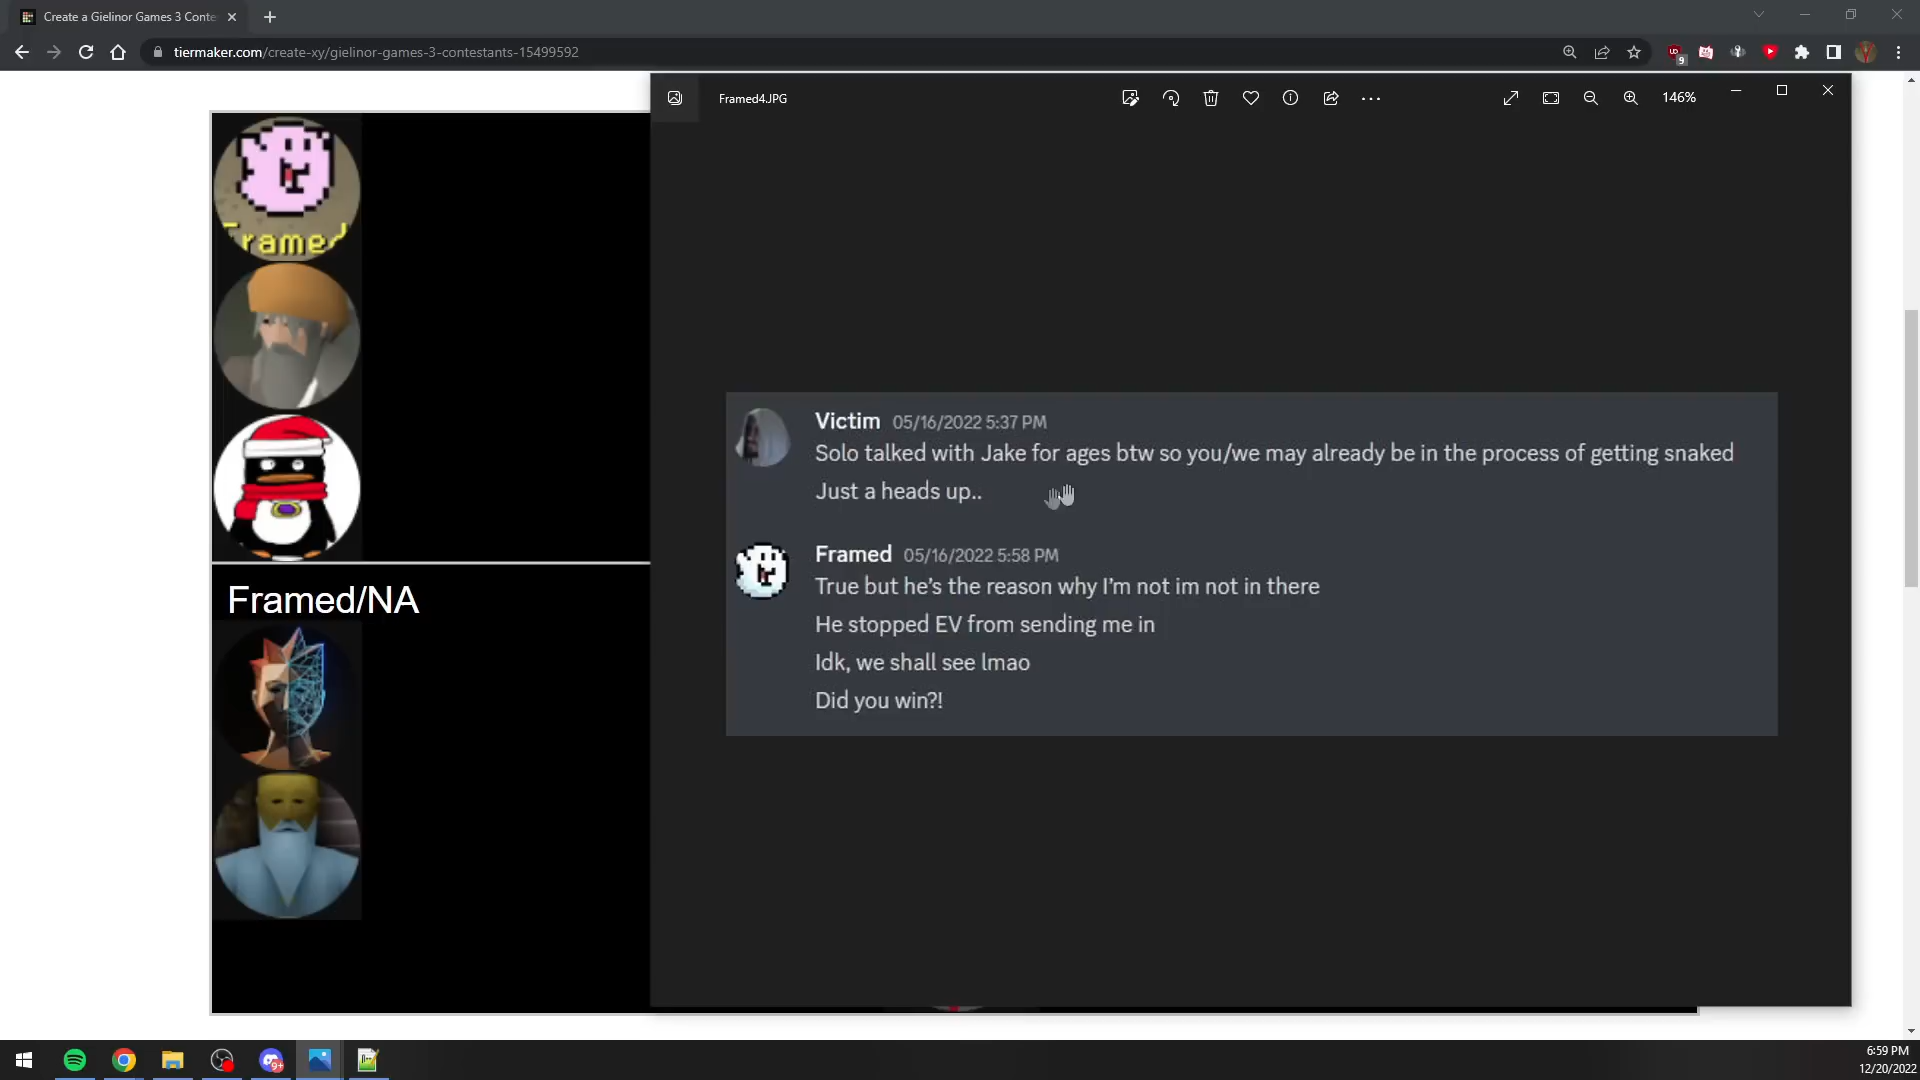 Create a Gielinor Games 3 Conte
tiermaker.com/create-xy/gielinor-games-3-contestants-15499592
9
Framed4.JPG
146%
Framed
Victim 05/16/2022 5:37 PM
Solo talked with Jake for ages btw so you/we may already be in the process of getting snaked
Just a heads up..
Framed 05/16/2022 5:58 PM
True but he's the reason why I'm not im not in there
He stopped EV from sending me in
Idk, we shall see lmao
Did you win?!
Framed/NA
9+
6:59 PM
12/20/2022